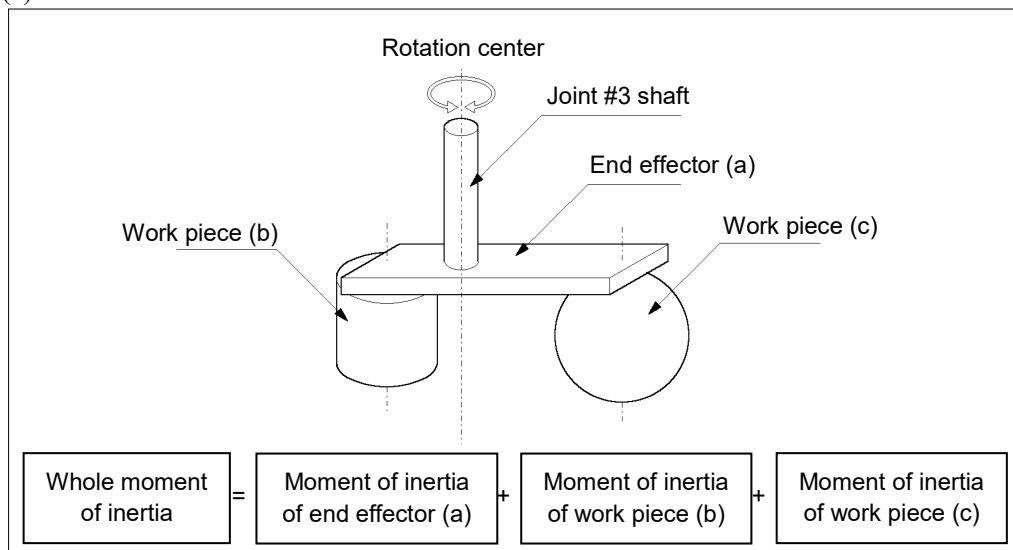 Rotation center
Joint #3 shaft
End effector (a)
Work piece (b)
Work piece (c)
Whole moment
of inertia
=
Moment of inertia
of end effector (a)
+
Moment of inertia
of work piece (b)
+
Moment of inertia
of work piece (c)